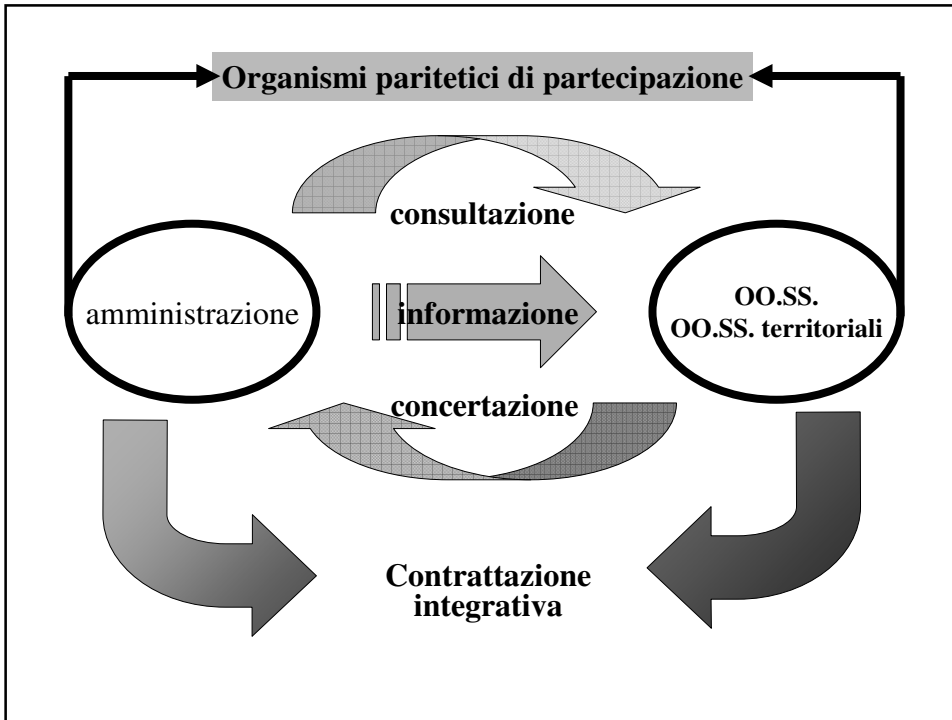 Organismi paritetici di partecipazione
consultazione
amministrazione
informazione
OO.SS.
OO.SS. territoriali
concertazione
Contrattazione
integrativa